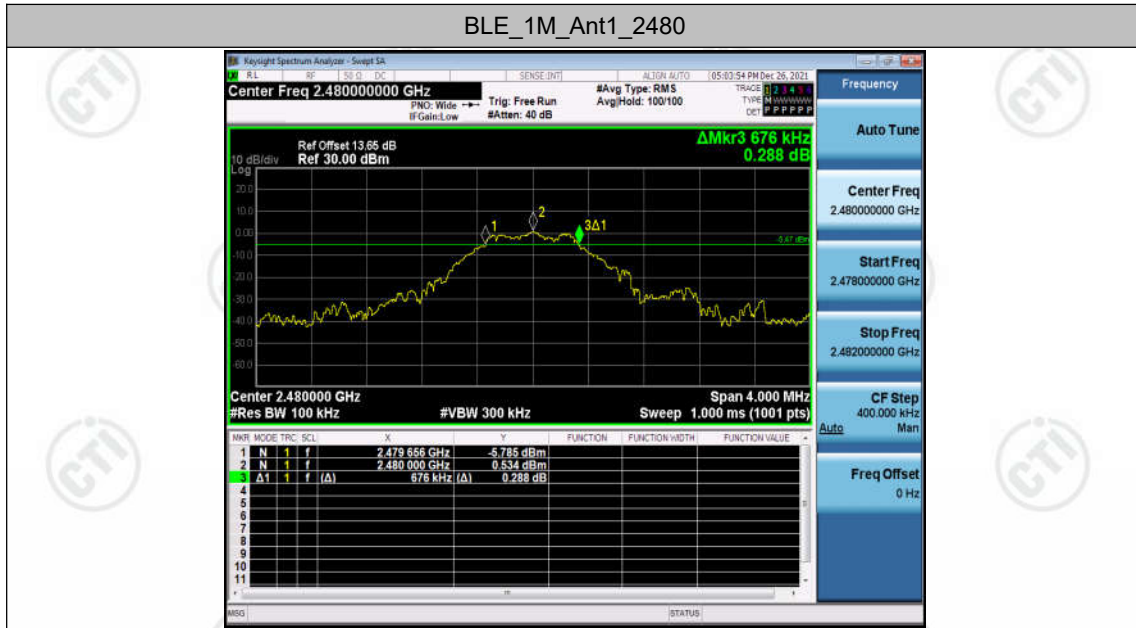 BLE_1M_Ant1_2480
Keysight Spectrum Analyzer - Swept SA
RL RF 50 Ω DC SENSE:INT ALIGN AUTO 05:03:54 PM Dec 26, 2021
Center Freq 2.480000000 GHz
PNO: Wide
IFGain:Low
Trig: Free Run
#Atten: 40 dB
#Avg Type: RMS
Avg|Hold: 100/100
TRACE 1 2 3 4 5 6
TYPE M WWWWW
DET P P P P P P
Frequency
Auto Tune
Center Freq
2.480000000 GHz
Start Freq
2.478000000 GHz
Stop Freq
2.482000000 GHz
CF Step
400.000 kHz
Auto Man
Freq Offset
0 Hz
ΔMkr3 676 kHz
0.288 dB
Ref Offset 13.65 dB
10 dB/div Ref 30.00 dBm
Log
20.0
10.0
0.00
-10.0
-20.0
-30.0
-40.0
-50.0
-60.0
1
2
3Δ1
-5.47 dBm
Center 2.480000 GHz Span 4.000 MHz
#Res BW 100 kHz #VBW 300 kHz Sweep 1.000 ms (1001 pts)
MKR MODE TRC SCL X Y FUNCTION FUNCTION WIDTH FUNCTION VALUE
1 N 1 f 2.479 656 GHz -5.785 dBm
2 N 1 f 2.480 000 GHz 0.534 dBm
3 Δ1 1 f (Δ) 676 kHz (Δ) 0.288 dB
4
5
6
7
8
9
10
11
MSG STATUS
CTI
CTI
CTI
CTI